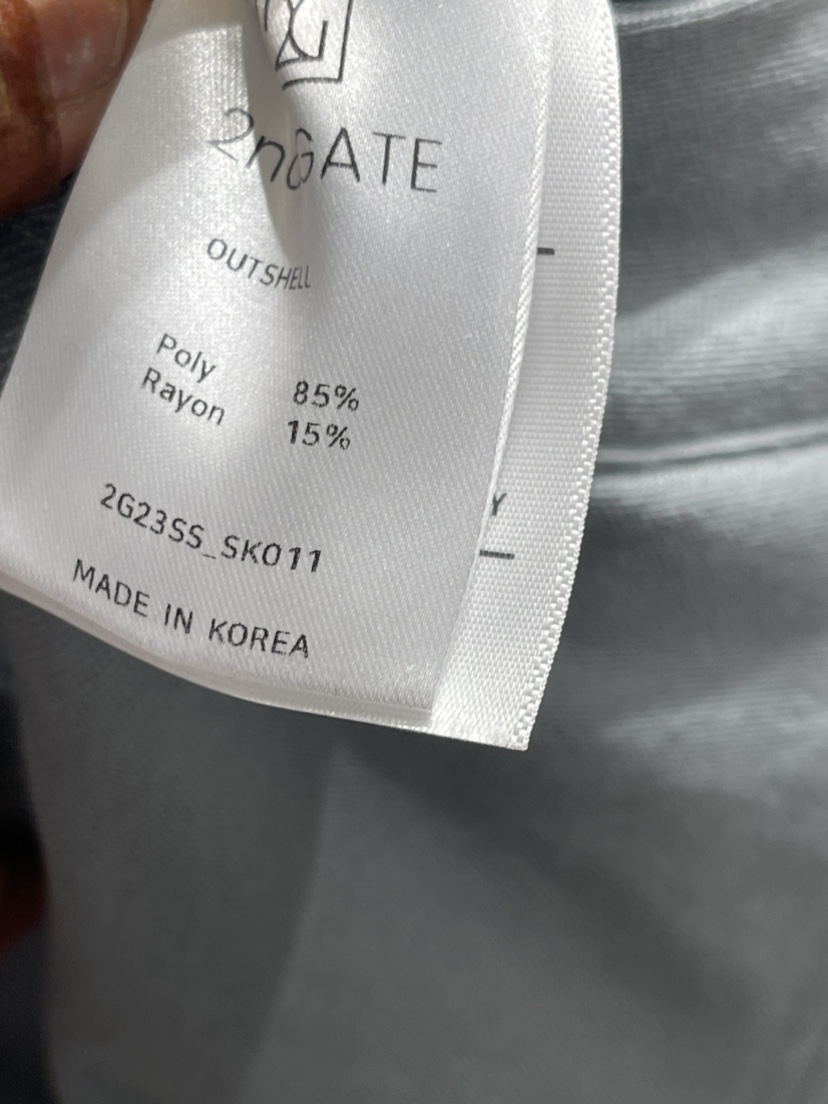 2nGATE
OUTSHELL
Poly 85%
Rayon 15%
2G23SS_SK011
MADE IN KOREA
Y